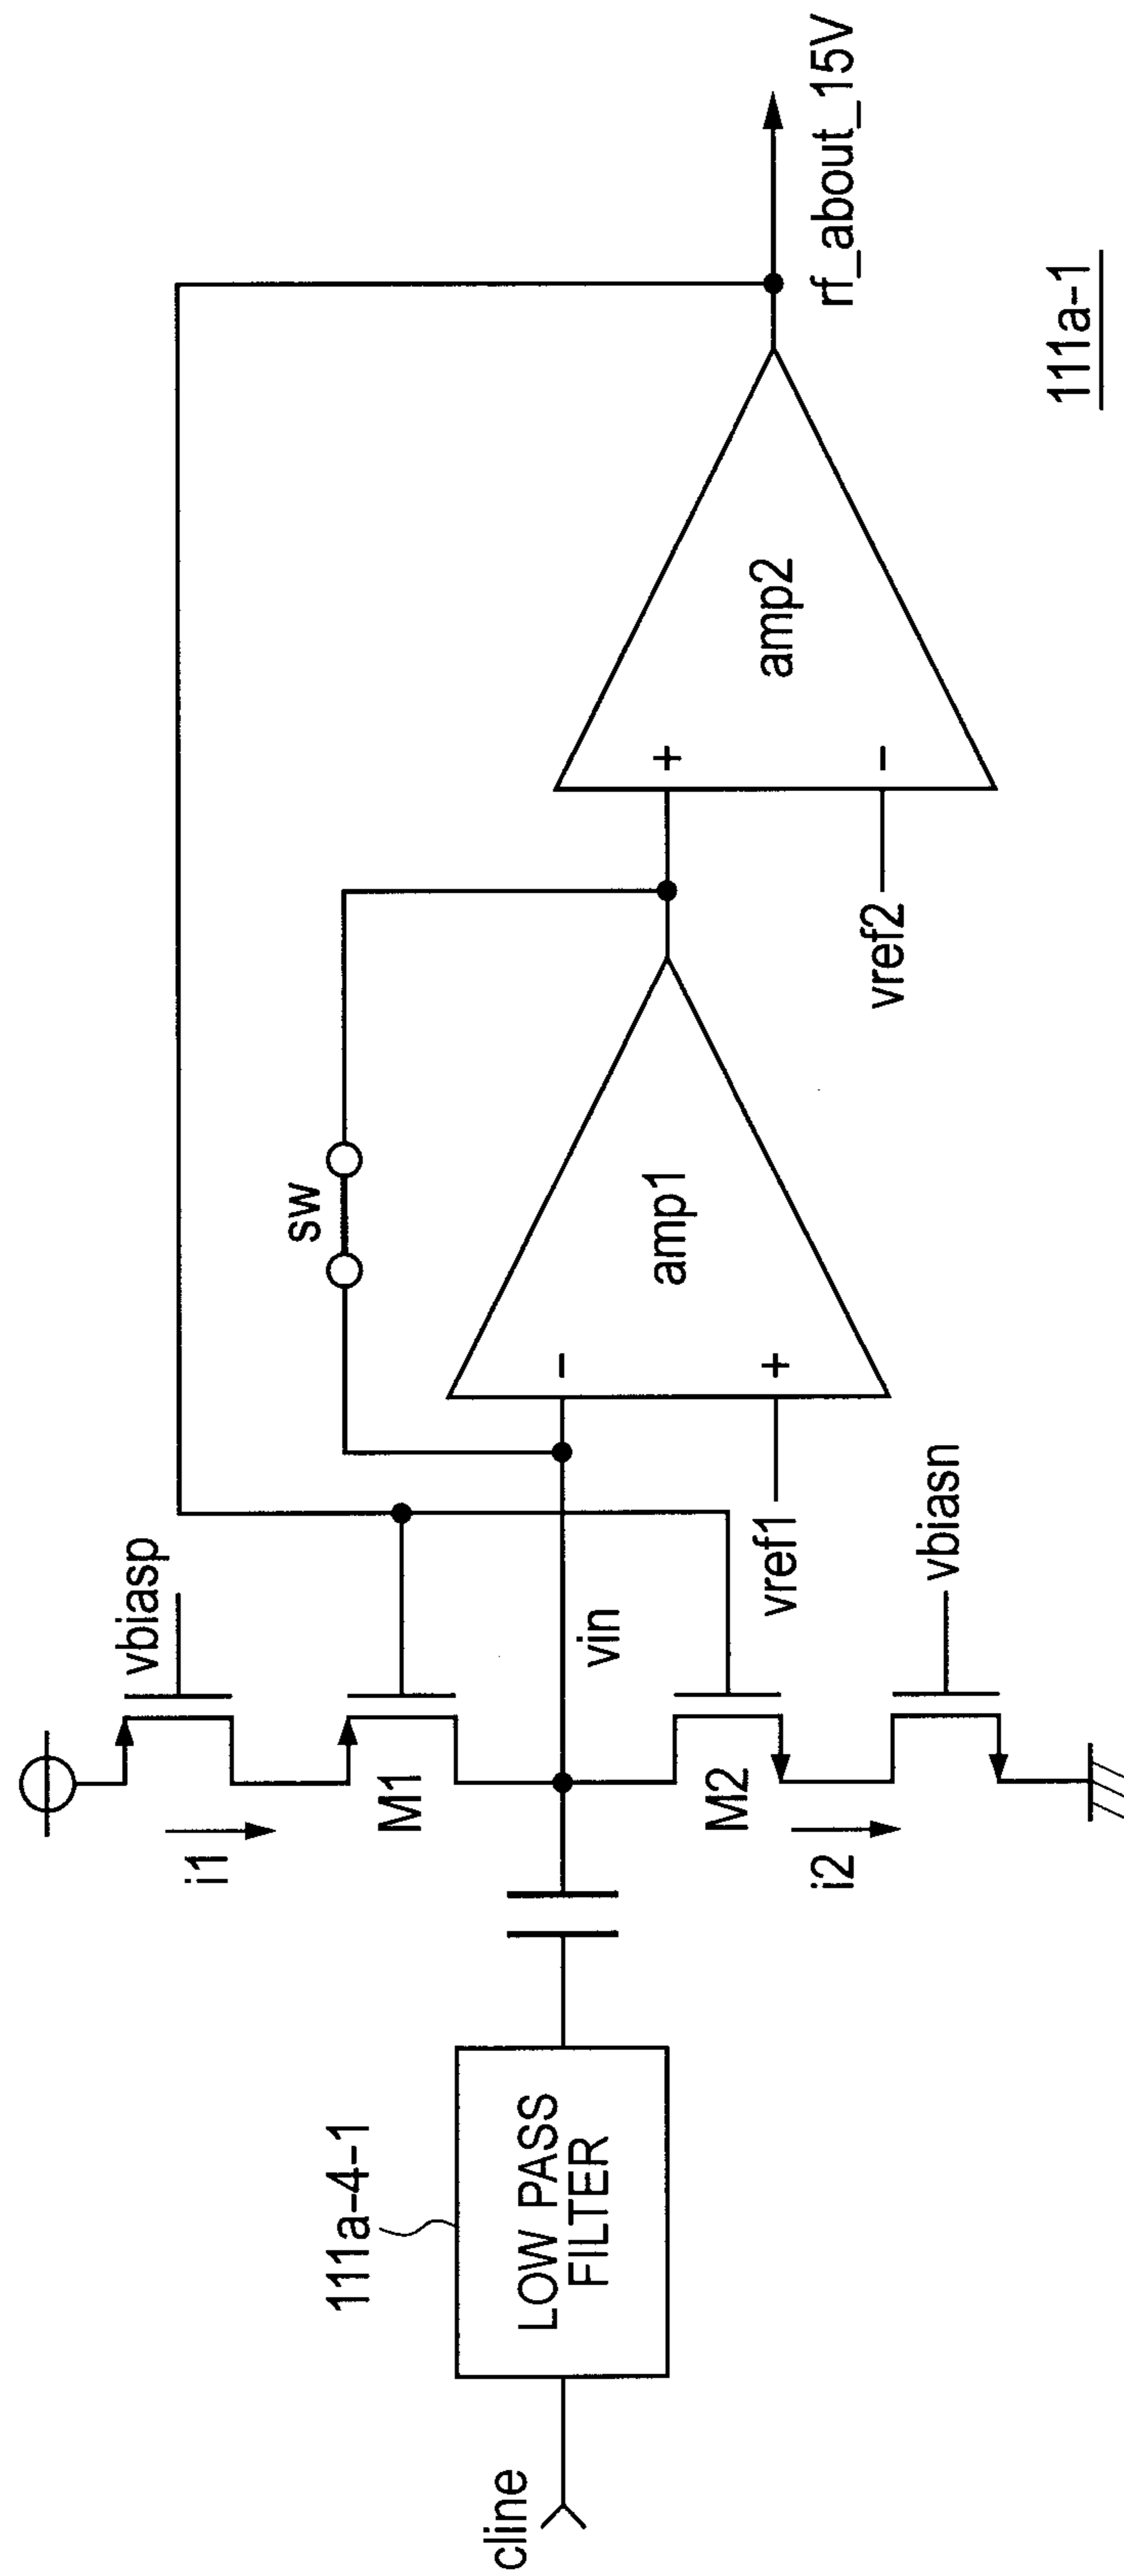 cline
111a-4-1
LOW PASS
FILTER
i1
M1
vbiasp
vin
M2
i2
vbiasn
sw
-
+
amp1
vref1
+
-
amp2
vref2
rf_about_15V
111a-1